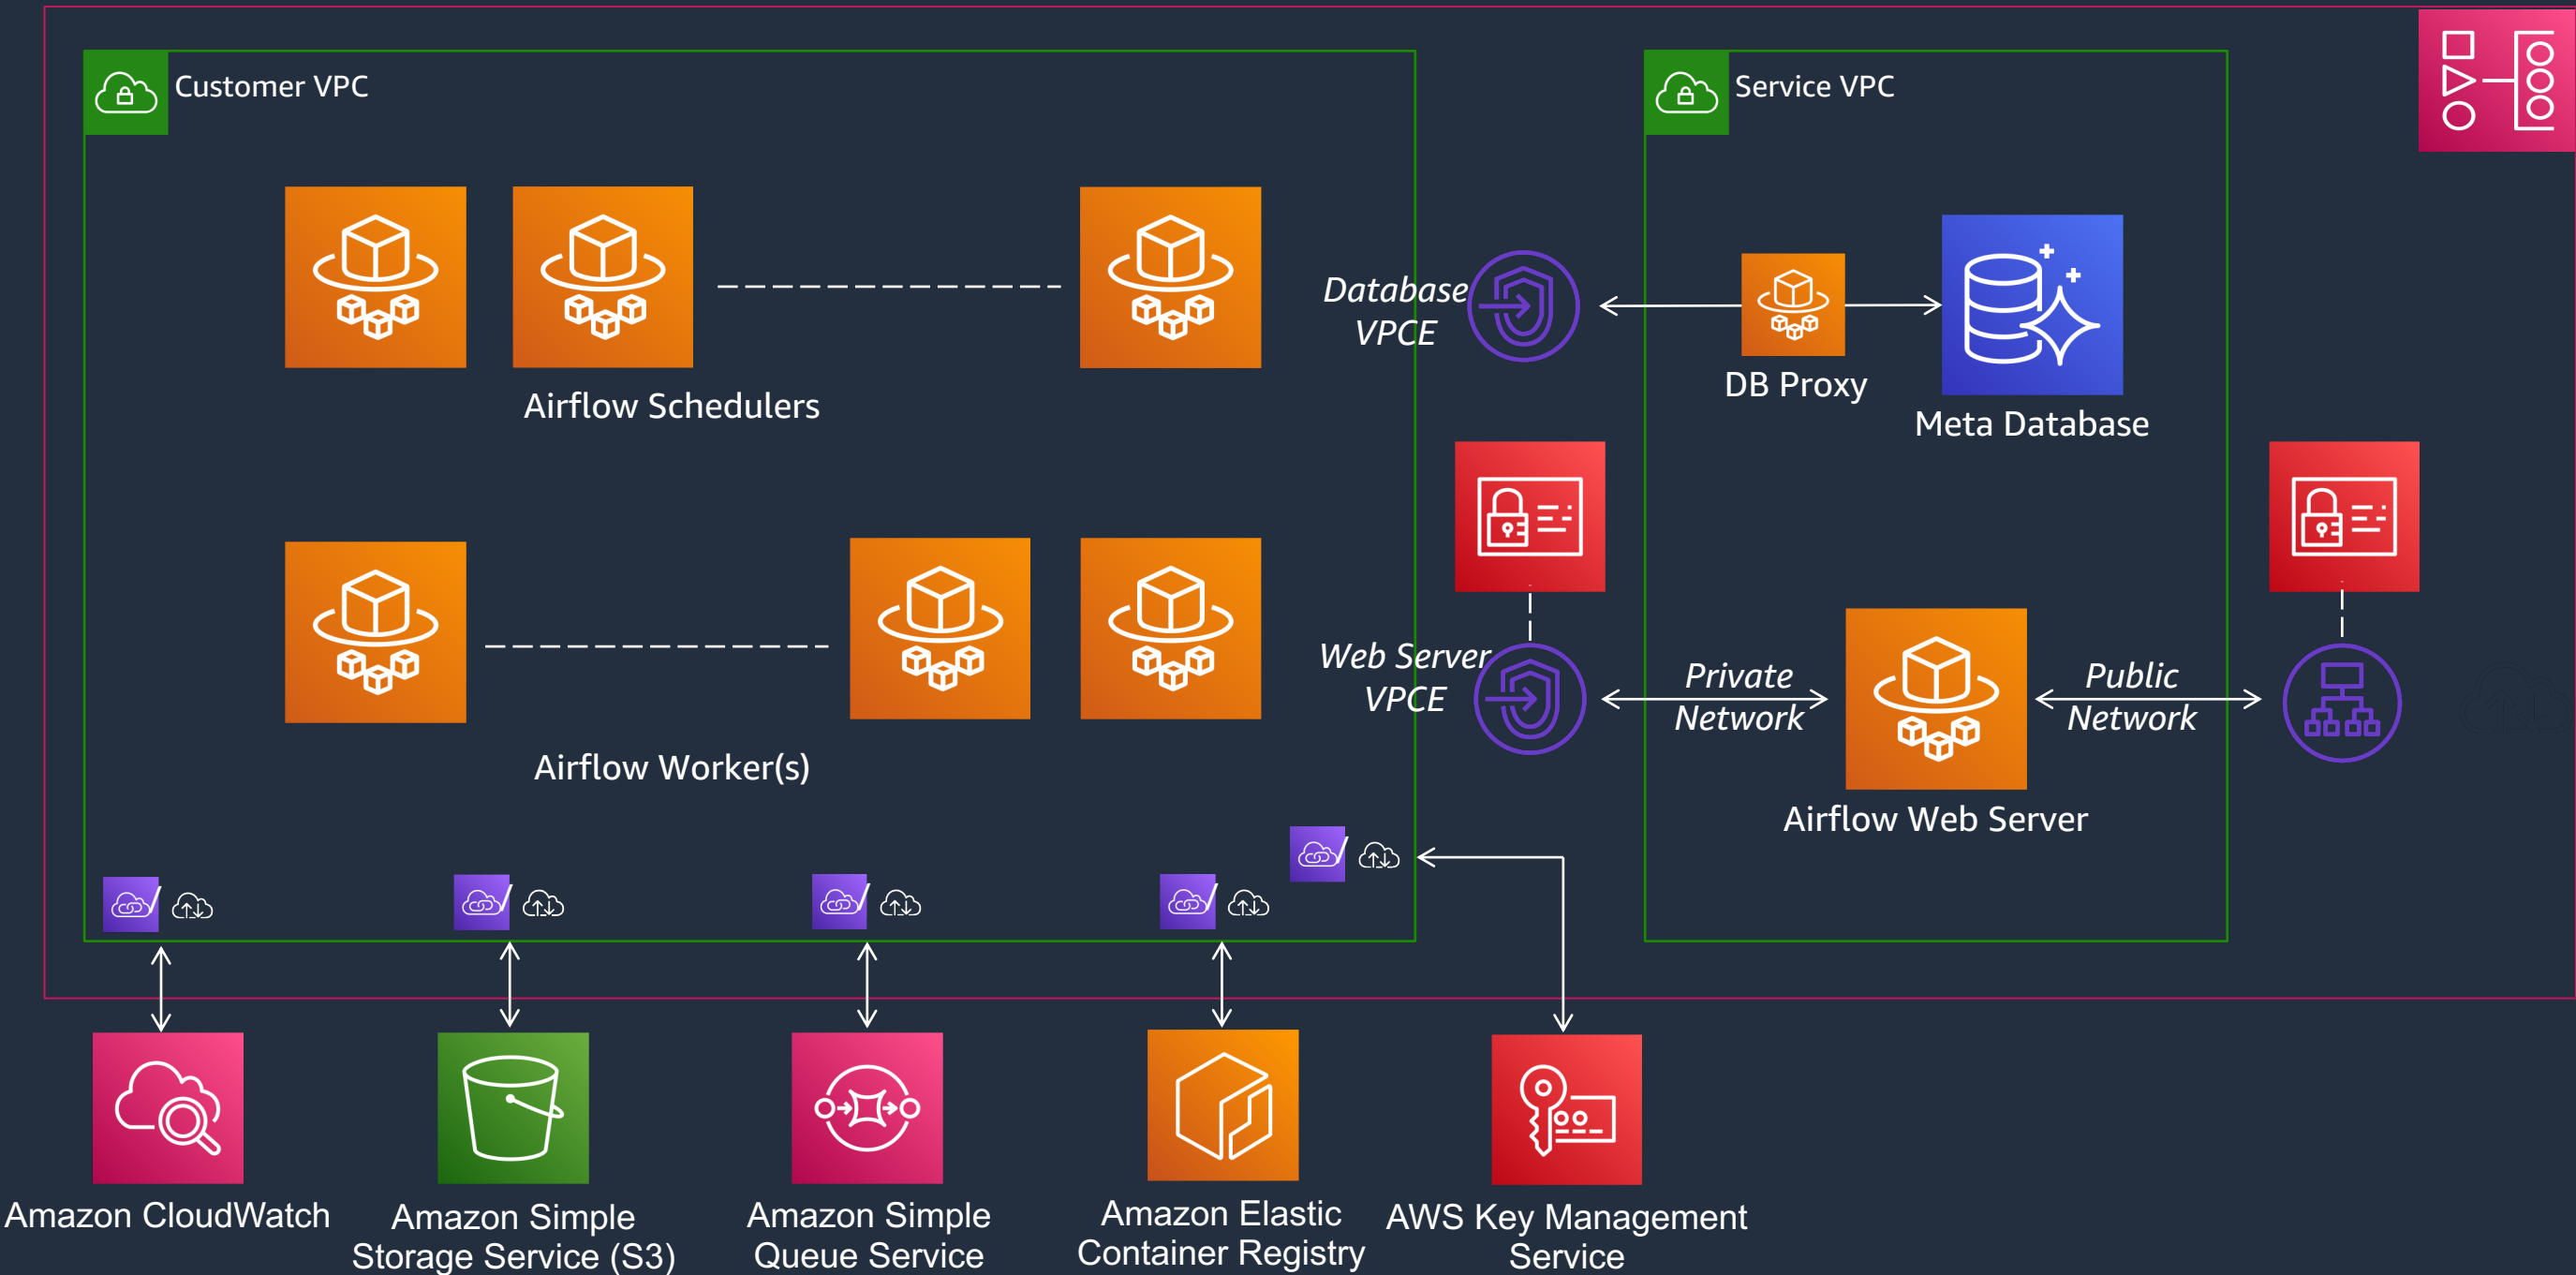 Customer VPC
Service VPC
Database
VPCE
DB Proxy
Meta Database
Airflow Schedulers
Web Server
VPCE
Private
Network
Public
Network
Airflow Worker(s)
Airflow Web Server
/
/
/
/
/
Amazon CloudWatch
Amazon Simple
Storage Service (S3)
Amazon Simple
Queue Service
Amazon Elastic
Container Registry
AWS Key Management
Service